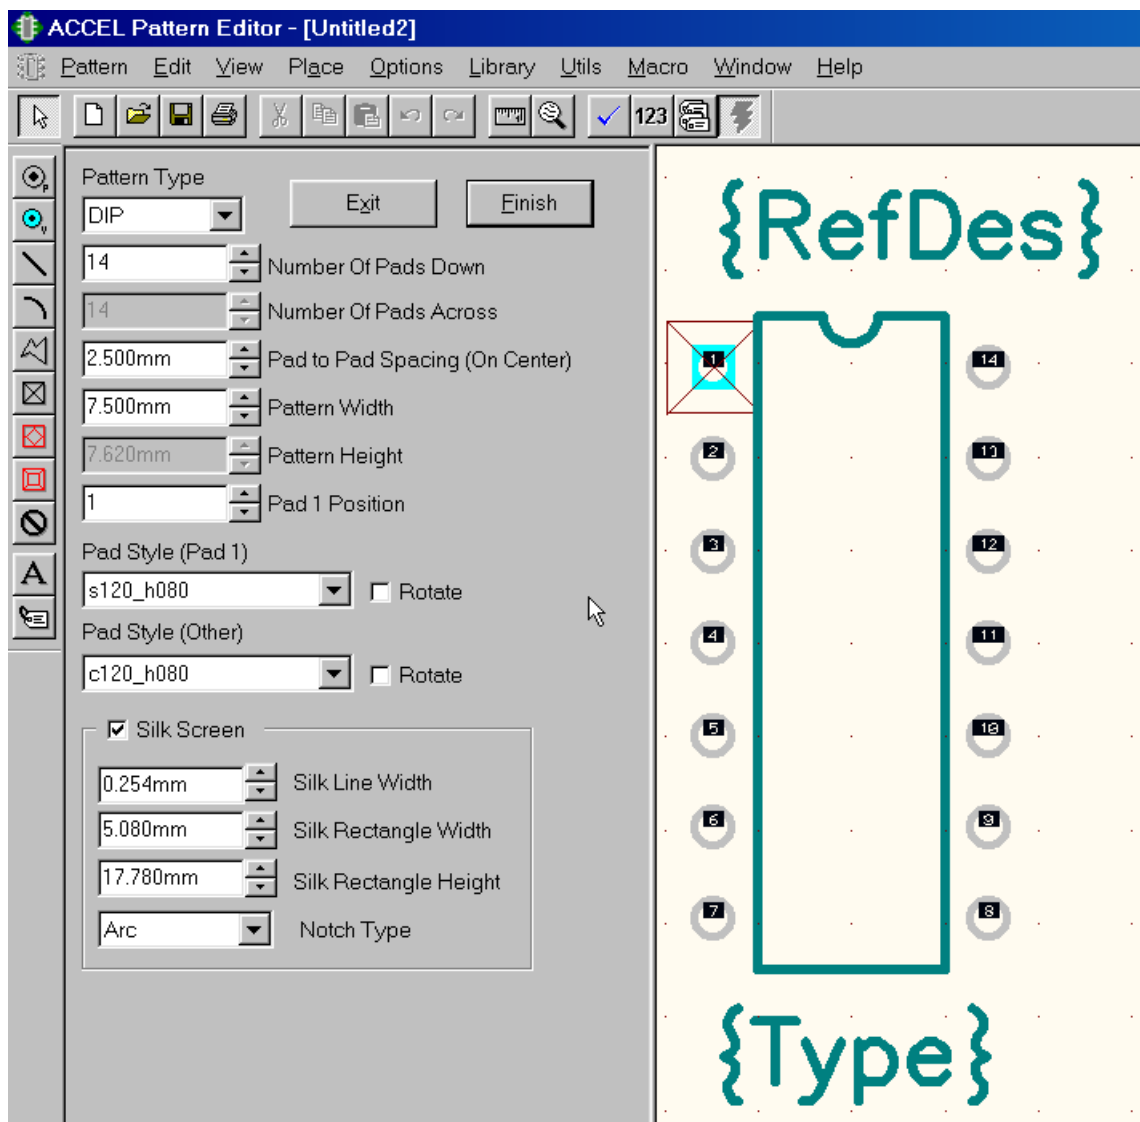 ACCEL Pattern Editor - [Untitled2]
Pattern Edit View Place Options Library Utils Macro Window Help
123
Pattern Type
DIP
Exit
Finish
14 Number Of Pads Down
14 Number Of Pads Across
2.500mm Pad to Pad Spacing (On Center)
7.500mm Pattern Width
7.620mm Pattern Height
1 Pad 1 Position
Pad Style (Pad 1)
s120_h080 Rotate
Pad Style (Other)
c120_h080 Rotate
Silk Screen
0.254mm Silk Line Width
5.080mm Silk Rectangle Width
17.780mm Silk Rectangle Height
Arc Notch Type
P
V
A
{RefDes}
1 14
2 13
3 12
4 11
5 10
6 9
7 8
{Type}